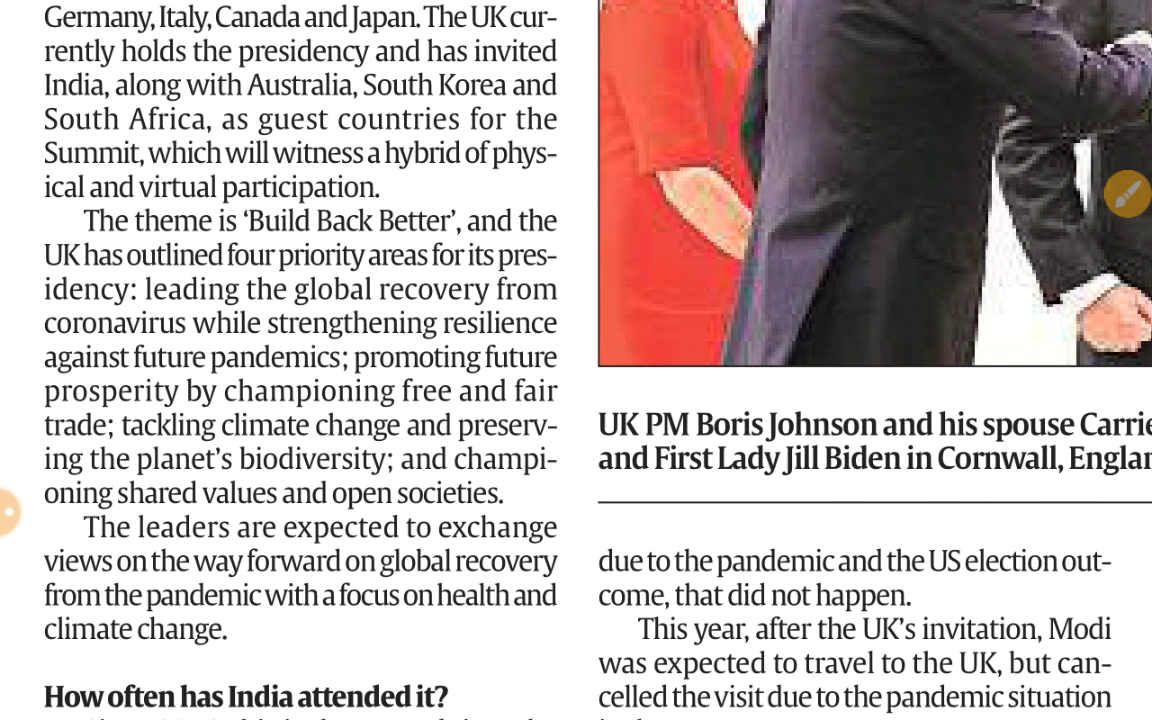 Germany, Italy, Canada and Japan. The UK cur-
rently holds the presidency and has invited
India, along with Australia, South Korea and
South Africa, as guest countries for the
Summit, which will witness a hybrid of phys-
ical and virtual participation.
The theme is ‘Build Back Better’, and the
UK has outlined four priority areas for its pres-
idency: leading the global recovery from
coronavirus while strengthening resilience
against future pandemics; promoting future
prosperity by championing free and fair
trade; tackling climate change and preserv-
ing the planet’s biodiversity; and champi-
oning shared values and open societies.
The leaders are expected to exchange
views on the way forward on global recovery
from the pandemic with a focus on health and
climate change.
How often has India attended it?
UK PM Boris Johnson and his spouse Carrie
and First Lady Jill Biden in Cornwall, Englan
due to the pandemic and the US election out-
come, that did not happen.
This year, after the UK’s invitation, Modi
was expected to travel to the UK, but can-
celled the visit due to the pandemic situation